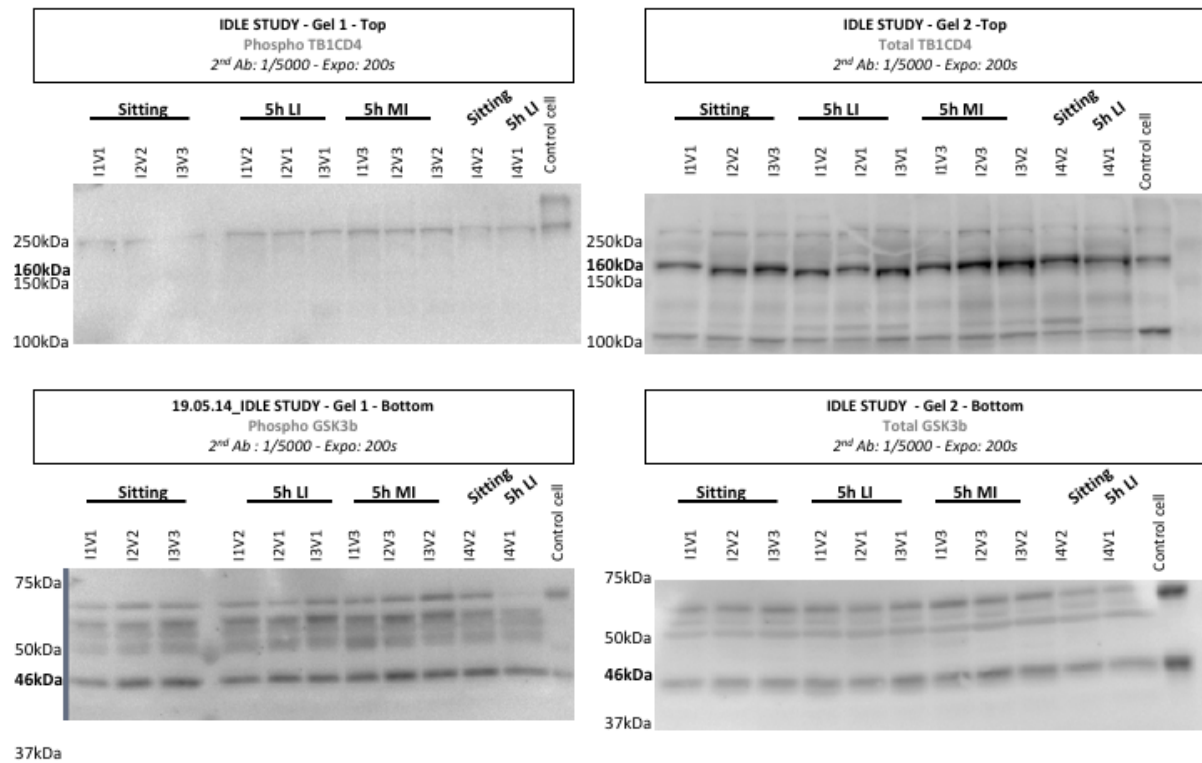 IDLE STUDY - Gel 1 - Top
Phospho TB1CD4
2nd Ab: 1/5000 - Expo: 200s
Sitting 5h LI 5h MI Sitting 5h LI Control cell
I1V1 I2V2 I3V3 I1V2 I2V1 I3V1 I1V3 I2V3 I3V2 I4V2 I4V1
250kDa
160kDa
150kDa
100kDa
IDLE STUDY - Gel 2 -Top
Total TB1CD4
2nd Ab: 1/5000 - Expo: 200s
Sitting 5h LI 5h MI Sitting 5h LI Control cell
I1V1 I2V2 I3V3 I1V2 I2V1 I3V1 I1V3 I2V3 I3V2 I4V2 I4V1
250kDa
160kDa
150kDa
100kDa
19.05.14_IDLE STUDY - Gel 1 - Bottom
Phospho GSK3b
2nd Ab : 1/5000 - Expo: 200s
Sitting 5h LI 5h MI Sitting 5h LI Control cell
I1V1 I2V2 I3V3 I1V2 I2V1 I3V1 I1V3 I2V3 I3V2 I4V2 I4V1
75kDa
50kDa
46kDa
37kDa
IDLE STUDY - Gel 2 - Bottom
Total GSK3b
2nd Ab: 1/5000 - Expo: 200s
Sitting 5h LI 5h MI Sitting 5h LI Control cell
I1V1 I2V2 I3V3 I1V2 I2V1 I3V1 I1V3 I2V3 I3V2 I4V2 I4V1
75kDa
50kDa
46kDa
37kDa